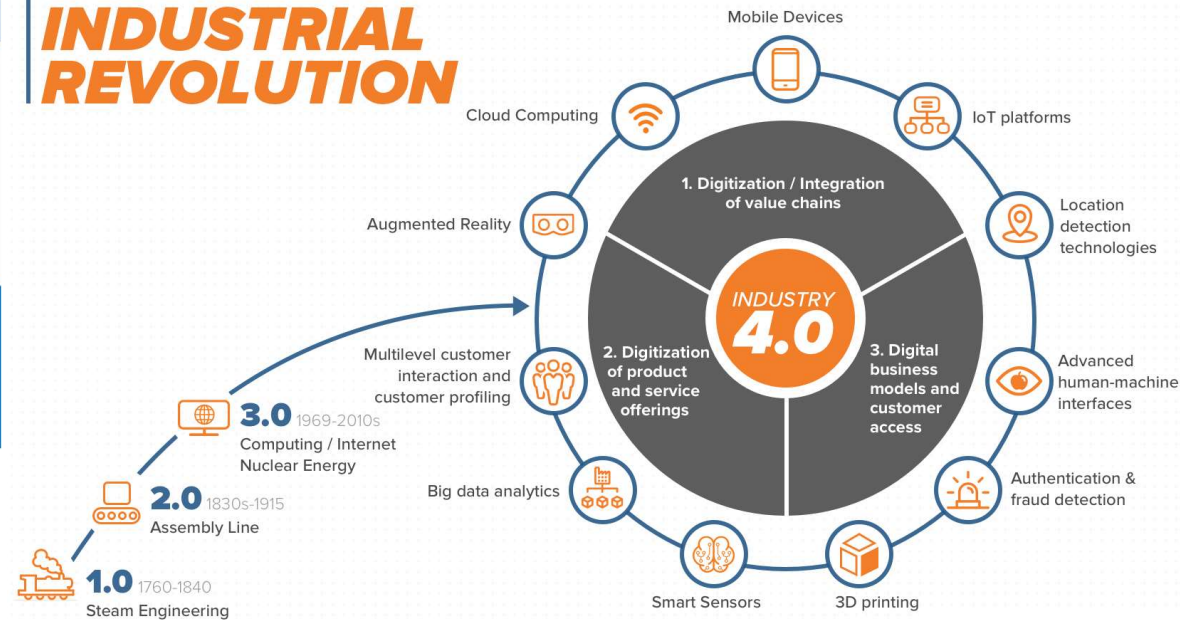 INDUSTRIAL
REVOLUTION
Mobile Devices
Cloud Computing
IoT platforms
Augmented Reality
Location
detection
technologies
1. Digitization / Integration
of value chains
INDUSTRY
4.0
2. Digitization
of product
and service
offerings
3. Digital
business
models and
customer
access
Multilevel customer
interaction and
customer profiling
Advanced
human-machine
interfaces
Big data analytics
Authentication &
fraud detection
Smart Sensors
3D printing
3.0 1969-2010s
Computing / Internet
Nuclear Energy
2.0 1830s-1915
Assembly Line
1.0 1760-1840
Steam Engineering